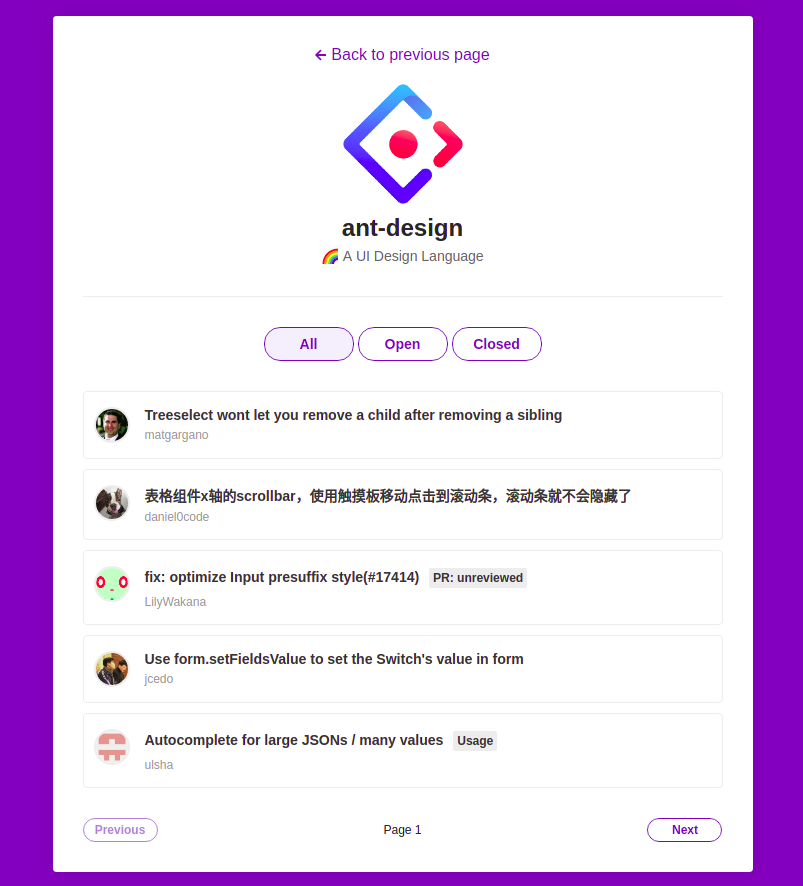 Back to previous page
ant-design
🌈 A UI Design Language
All Open Closed
Treeselect wont let you remove a child after removing a sibling
matgargano
表格组件x轴的scrollbar，使用触摸板移动点击到滚动条，滚动条就不会隐藏了
daniel0code
fix: optimize Input presuffix style(#17414) PR: unreviewed
LilyWakana
Use form.setFieldsValue to set the Switch's value in form
jcedo
Autocomplete for large JSONs / many values Usage
ulsha
Previous Page 1 Next